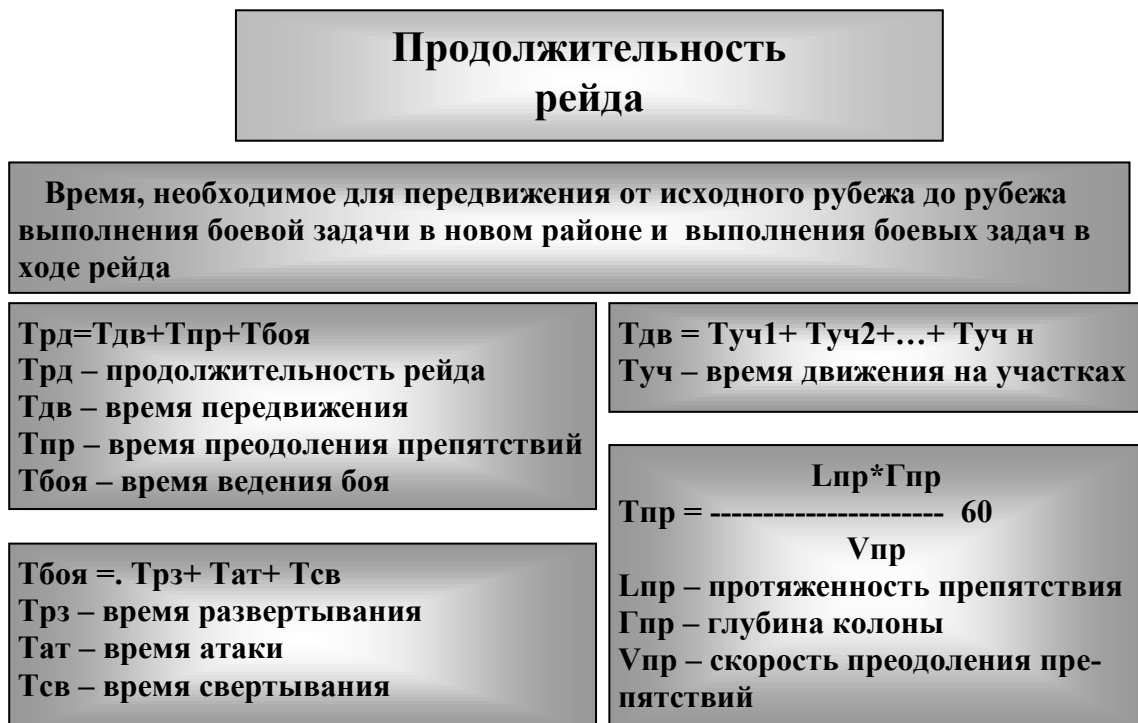 Продолжительность
рейда
Время, необходимое для передвижения от исходного рубежа до рубежа
выполнения боевой задачи в новом районе и выполнения боевых задач в
ходе рейда
Трд=Тдв+Тпр+Тбоя
Трд – продолжительность рейда
Тдв – время передвижения
Тпр – время преодоления препятствий
Тбоя – время ведения боя
Тбоя =. Трз+ Тат+ Тсв
Трз – время развертывания
Тат – время атаки
Тсв – время свертывания
Тдв = Туч1+ Туч2+…+ Туч н
Туч – время движения на участках
Lпр*Гпр
Тпр = ---------------------- 60
Vпр
Lпр – протяженность препятствия
Гпр – глубина колоны
Vпр – скорость преодоления пре-
пятствий